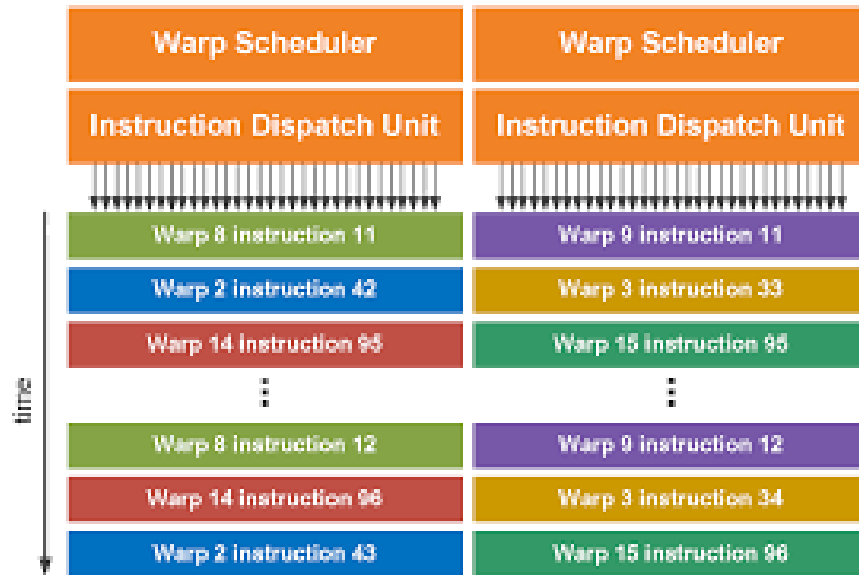 Warp Scheduler
Instruction Dispatch Unit
Warp 8 instruction 11
Warp 2 instruction 42
Warp 14 instruction 95
Warp 8 instruction 12
Warp 14 instruction 96
Warp 2 instruction 43
Warp Scheduler
Instruction Dispatch Unit
Warp 9 instruction 11
Warp 3 instruction 33
Warp 15 instruction 95
Warp 9 instruction 12
Warp 3 instruction 34
Warp 15 instruction 96
time